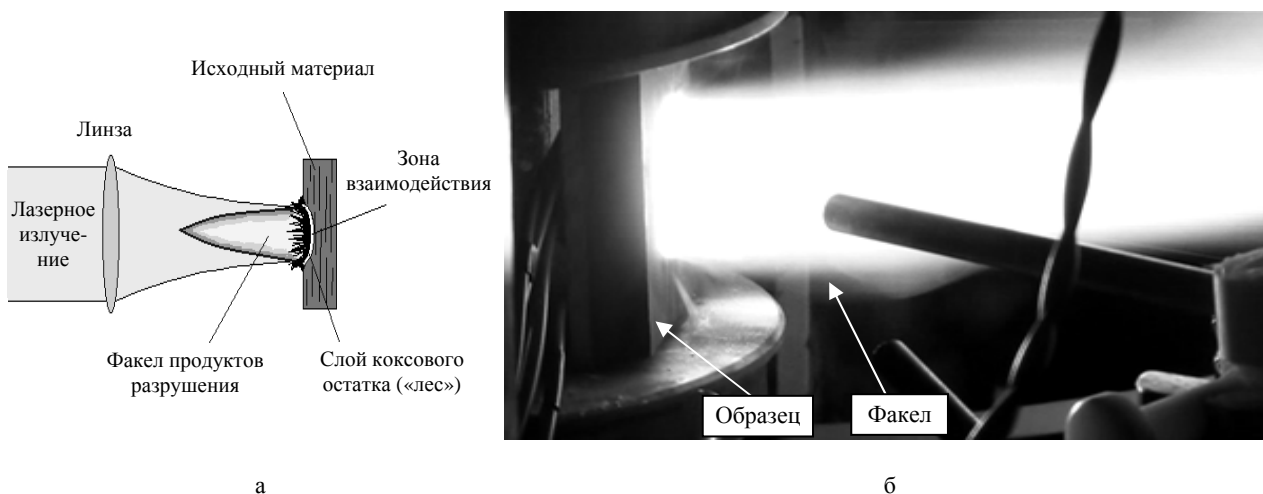 Исходный материал
Линза
Зона
взаимодействия
Лазерное
излуче-
ние
Факел продуктов
разрушения
Слой коксового
остатка («лес»)
Образец
Факел
а
б